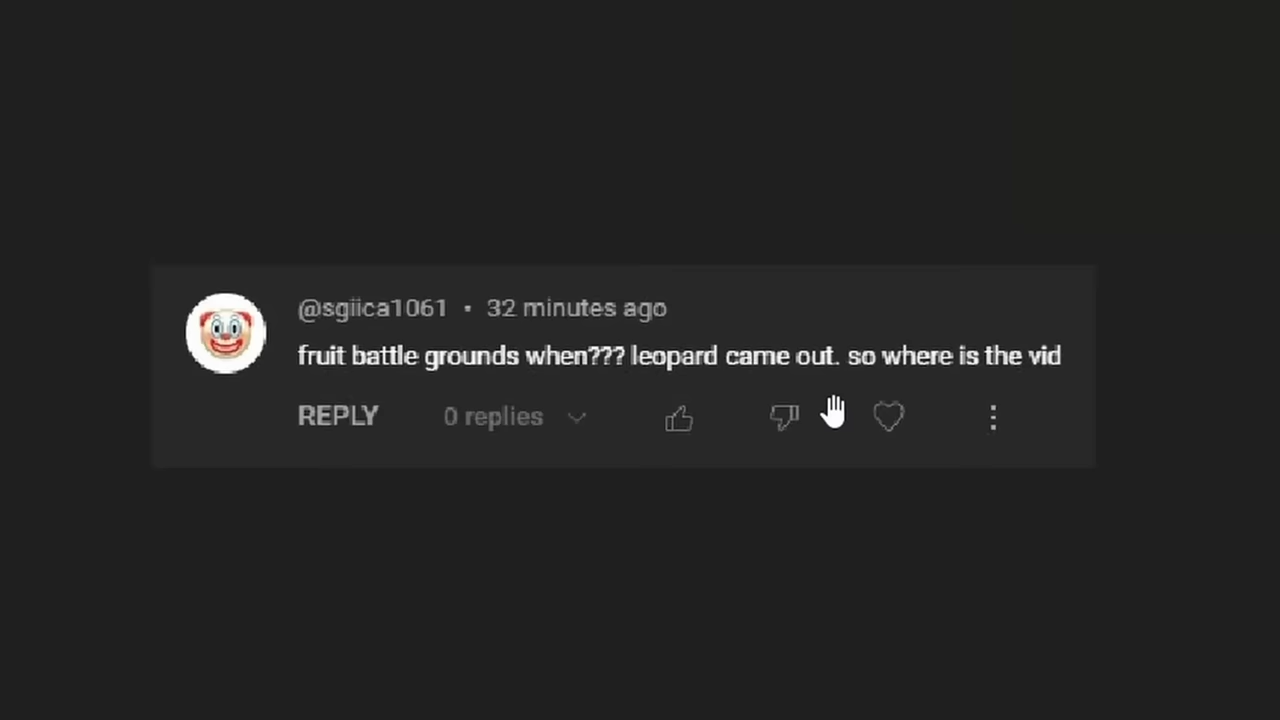 @sgiica1061 • 32 minutes ago
fruit battle grounds when??? leopard came out. so where is the vid
REPLY 0 replies